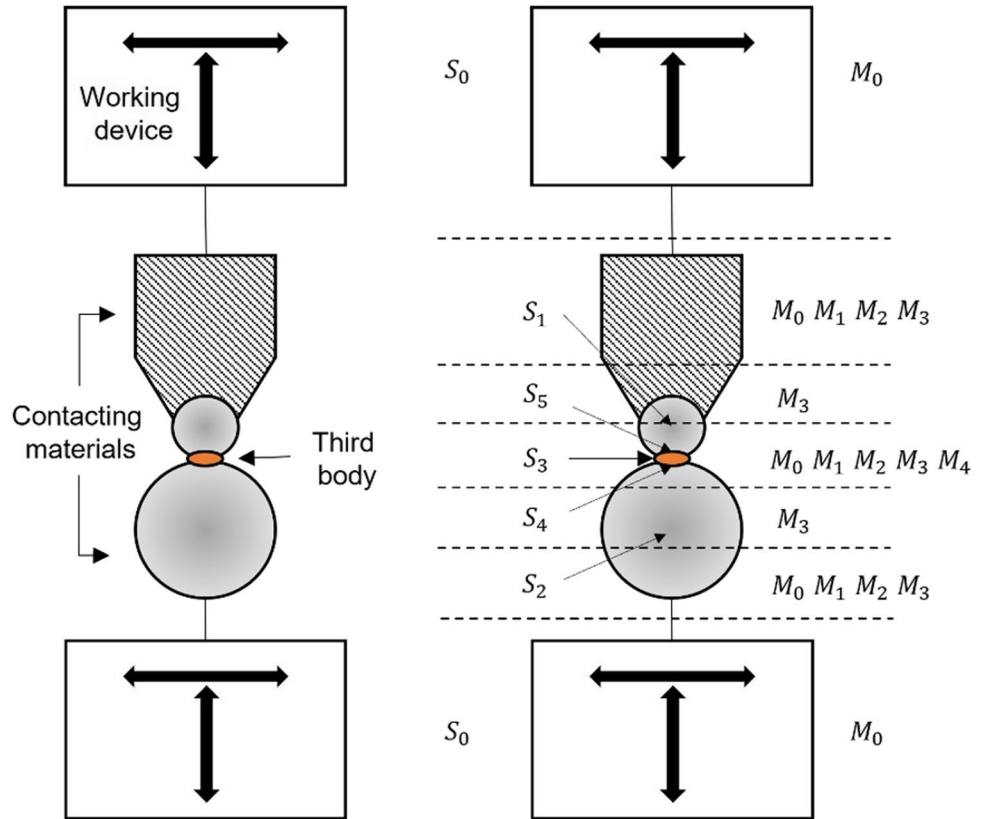 Working
device
Contacting
materials
Third
body
S₀
M₀
S₁
M₀ M₁ M₂ M₃
S₅
M₃
S₃
M₀ M₁ M₂ M₃ M₄
S₄
M₃
S₂
M₀ M₁ M₂ M₃
S₀
M₀